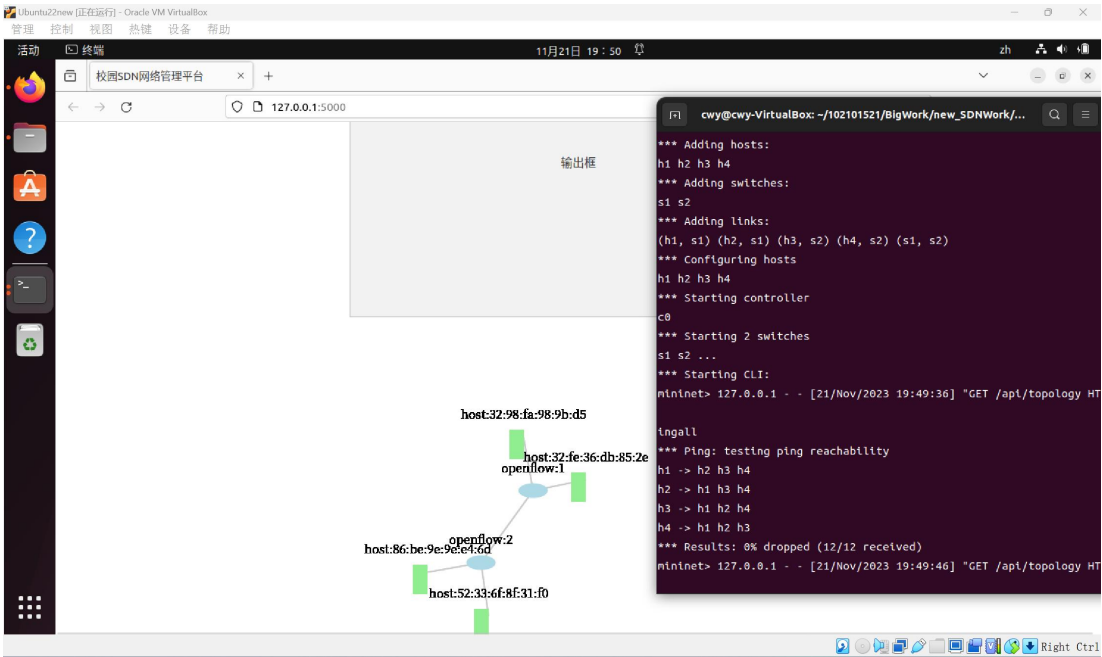 Ubuntu22new [正在运行] - Oracle VM VirtualBox
管理 控制 视图 热键 设备 帮助
活动 终端 11月21日 19：50 zh
校园SDN网络管理平台 × +
127.0.0.1:5000
输出框
host:32:98:fa:98:9b:d5
host:32:fe:36:db:85:2e
openflow:1
openflow:2
host:86:be:9e:9e:e4:6d
host:52:33:6f:8f:31:f0
cwy@cwy-VirtualBox: ~/102101521/BigWork/new_SDNWork/...
*** Adding hosts:
h1 h2 h3 h4
*** Adding switches:
s1 s2
*** Adding links:
(h1, s1) (h2, s1) (h3, s2) (h4, s2) (s1, s2)
*** Configuring hosts
h1 h2 h3 h4
*** Starting controller
c0
*** Starting 2 switches
s1 s2 ...
*** Starting CLI:
mininet> 127.0.0.1 - - [21/Nov/2023 19:49:36] "GET /api/topology HT
ingall
*** Ping: testing ping reachability
h1 -> h2 h3 h4
h2 -> h1 h3 h4
h3 -> h1 h2 h4
h4 -> h1 h2 h3
*** Results: 0% dropped (12/12 received)
mininet> 127.0.0.1 - - [21/Nov/2023 19:49:46] "GET /api/topology HT
Right Ctrl